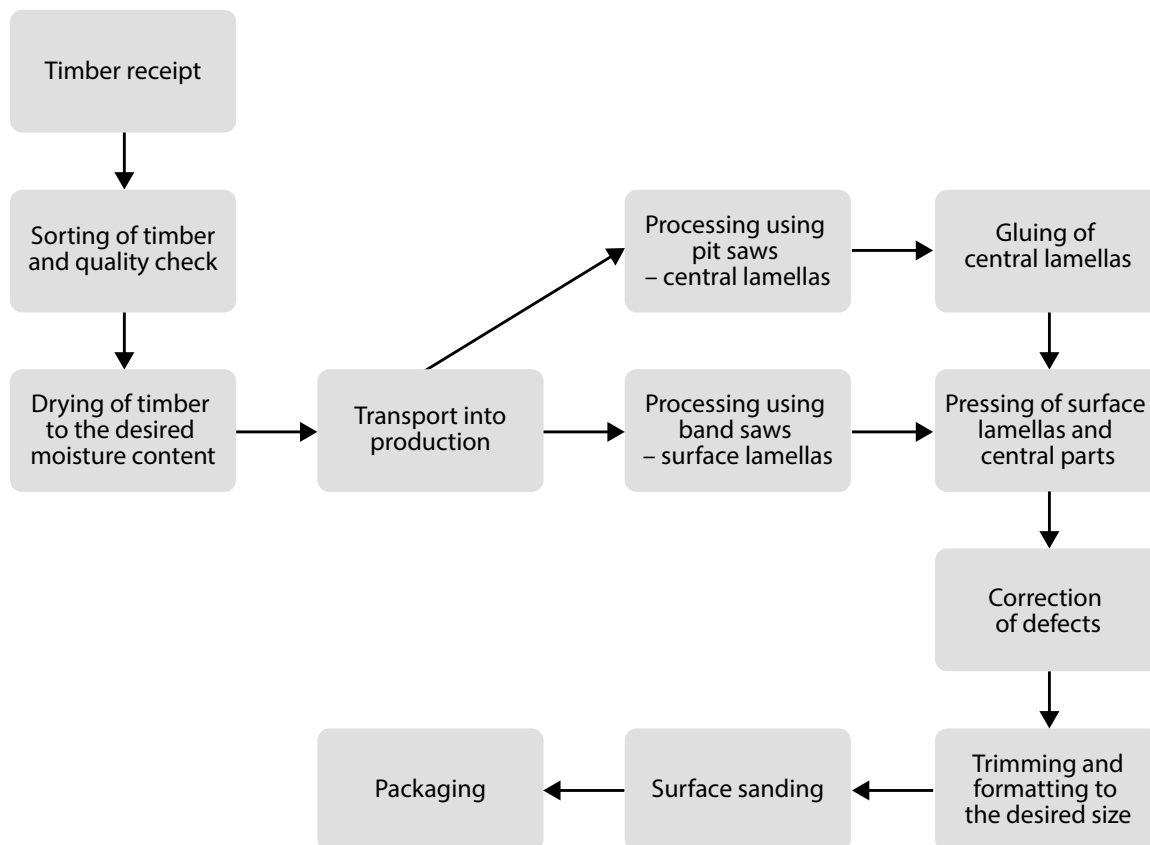 Timber receipt
Sorting of timber
and quality check
Drying of timber
to the desired
moisture content
Transport into
production
Processing using
pit saws
– central lamellas
Gluing of
central lamellas
Processing using
band saws
– surface lamellas
Pressing of surface
lamellas and
central parts
Correction
of defects
Trimming and
formatting to
the desired size
Surface sanding
Packaging